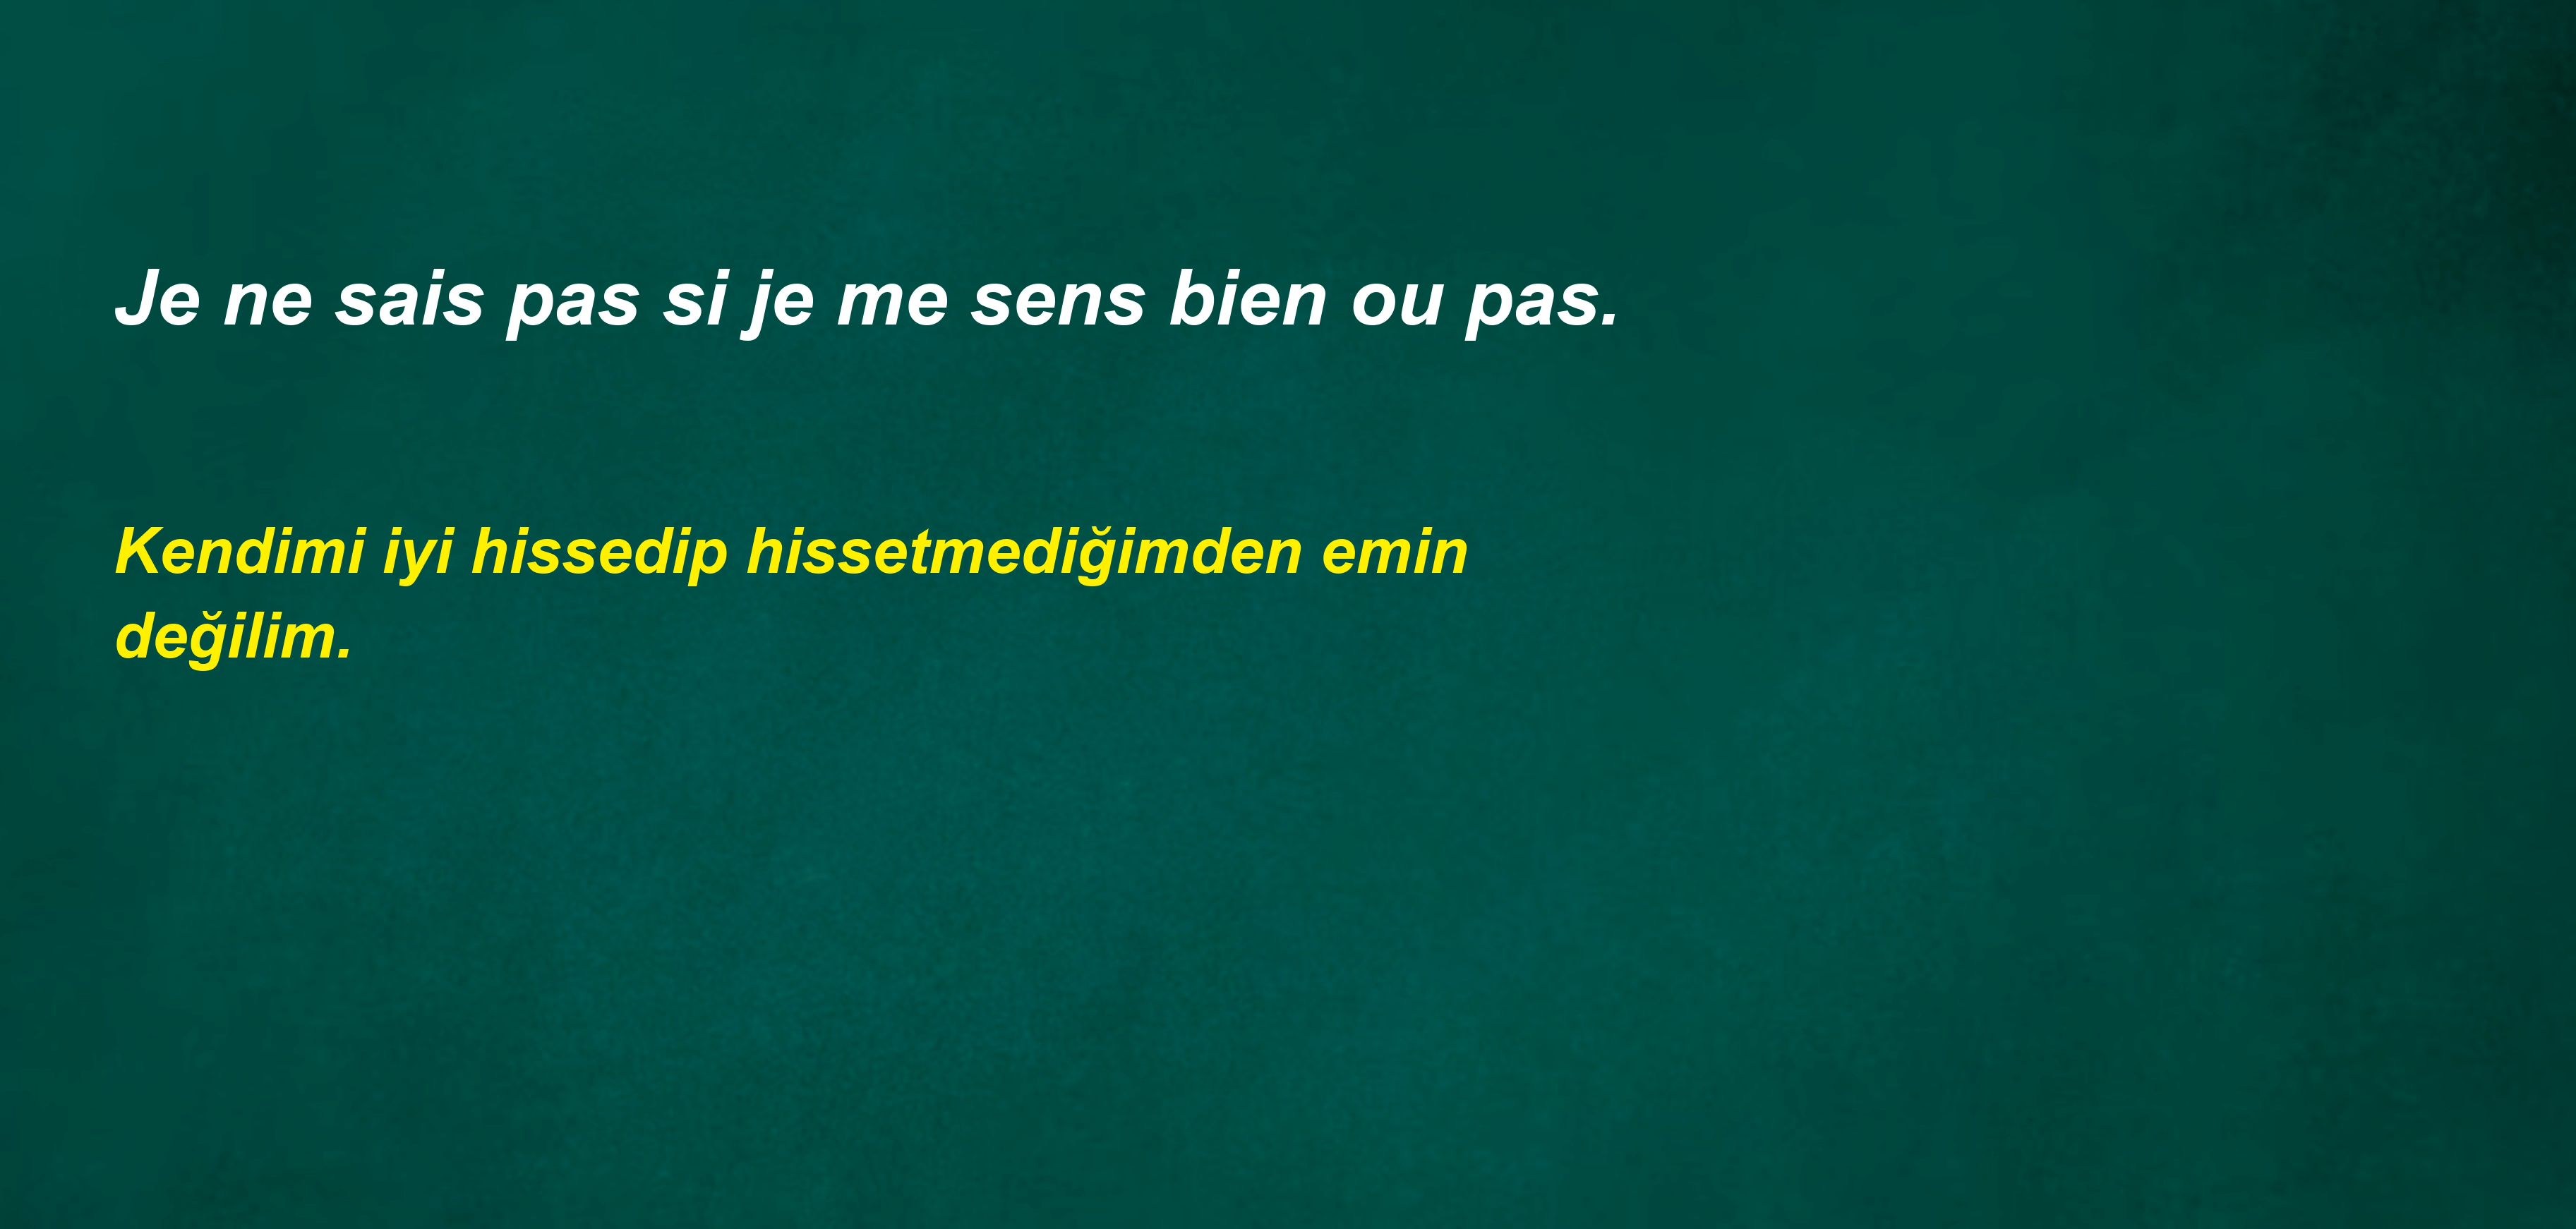 Je ne sais pas si je me sens bien ou pas.
Kendimi iyi hissedip hissetmediğimden emin
değilim.